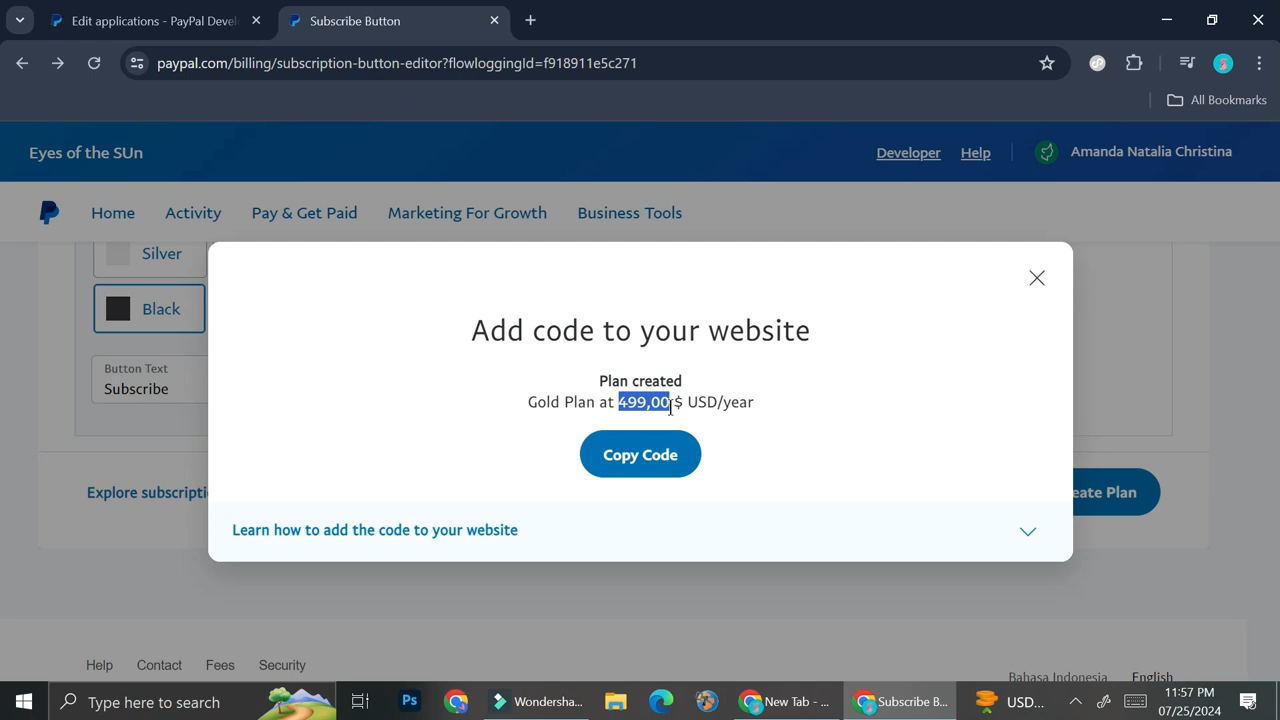 Edit applications - PayPal Devel
Subscribe Button
paypal.com/billing/subscription-button-editor?flowloggingId=f918911e5c271
All Bookmarks
Eyes of the SUn
Developer
Help
Amanda Natalia Christina
Home
Activity
Pay & Get Paid
Marketing For Growth
Business Tools
Silver
Black
Button Text
Subscribe
Add code to your website
Plan created
Gold Plan at 499,00 $ USD/year
Copy Code
Explore subscripti
eate Plan
Learn how to add the code to your website
Help
Contact
Fees
Security
Bahasa Indonesia
English
Type here to search
Ps
Wondersha...
New Tab - ...
Subscribe B...
USD...
11:57 PM
07/25/2024